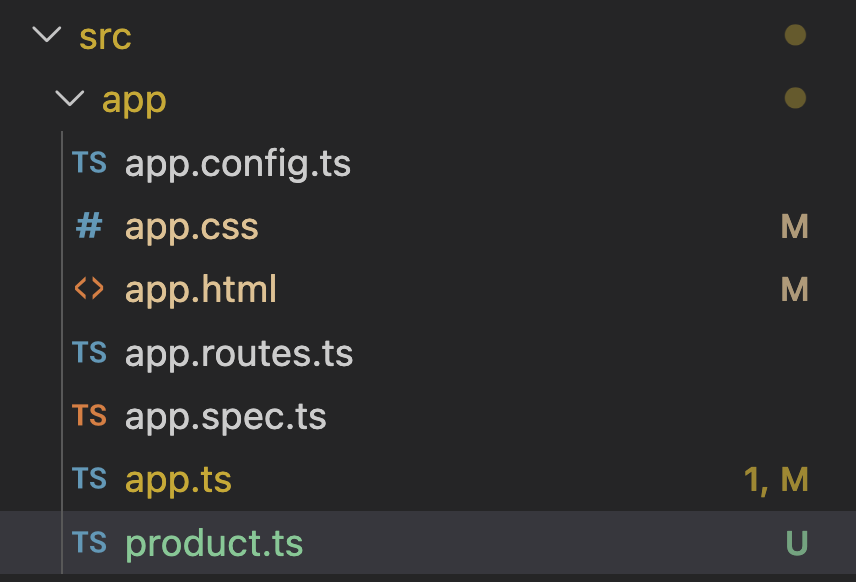 src
app
TS app.config.ts
# app.css M
<> app.html M
TS app.routes.ts
TS app.spec.ts
TS app.ts 1, M
TS product.ts U